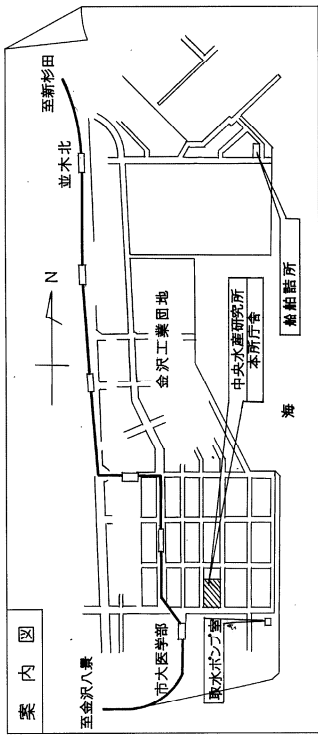 案内図
至新杉田
並木北
N
金沢工業団地
船舶詰所
中央水産研究所
本所庁舎
海
市大医学部
至金沢八景
取水ポンプ室